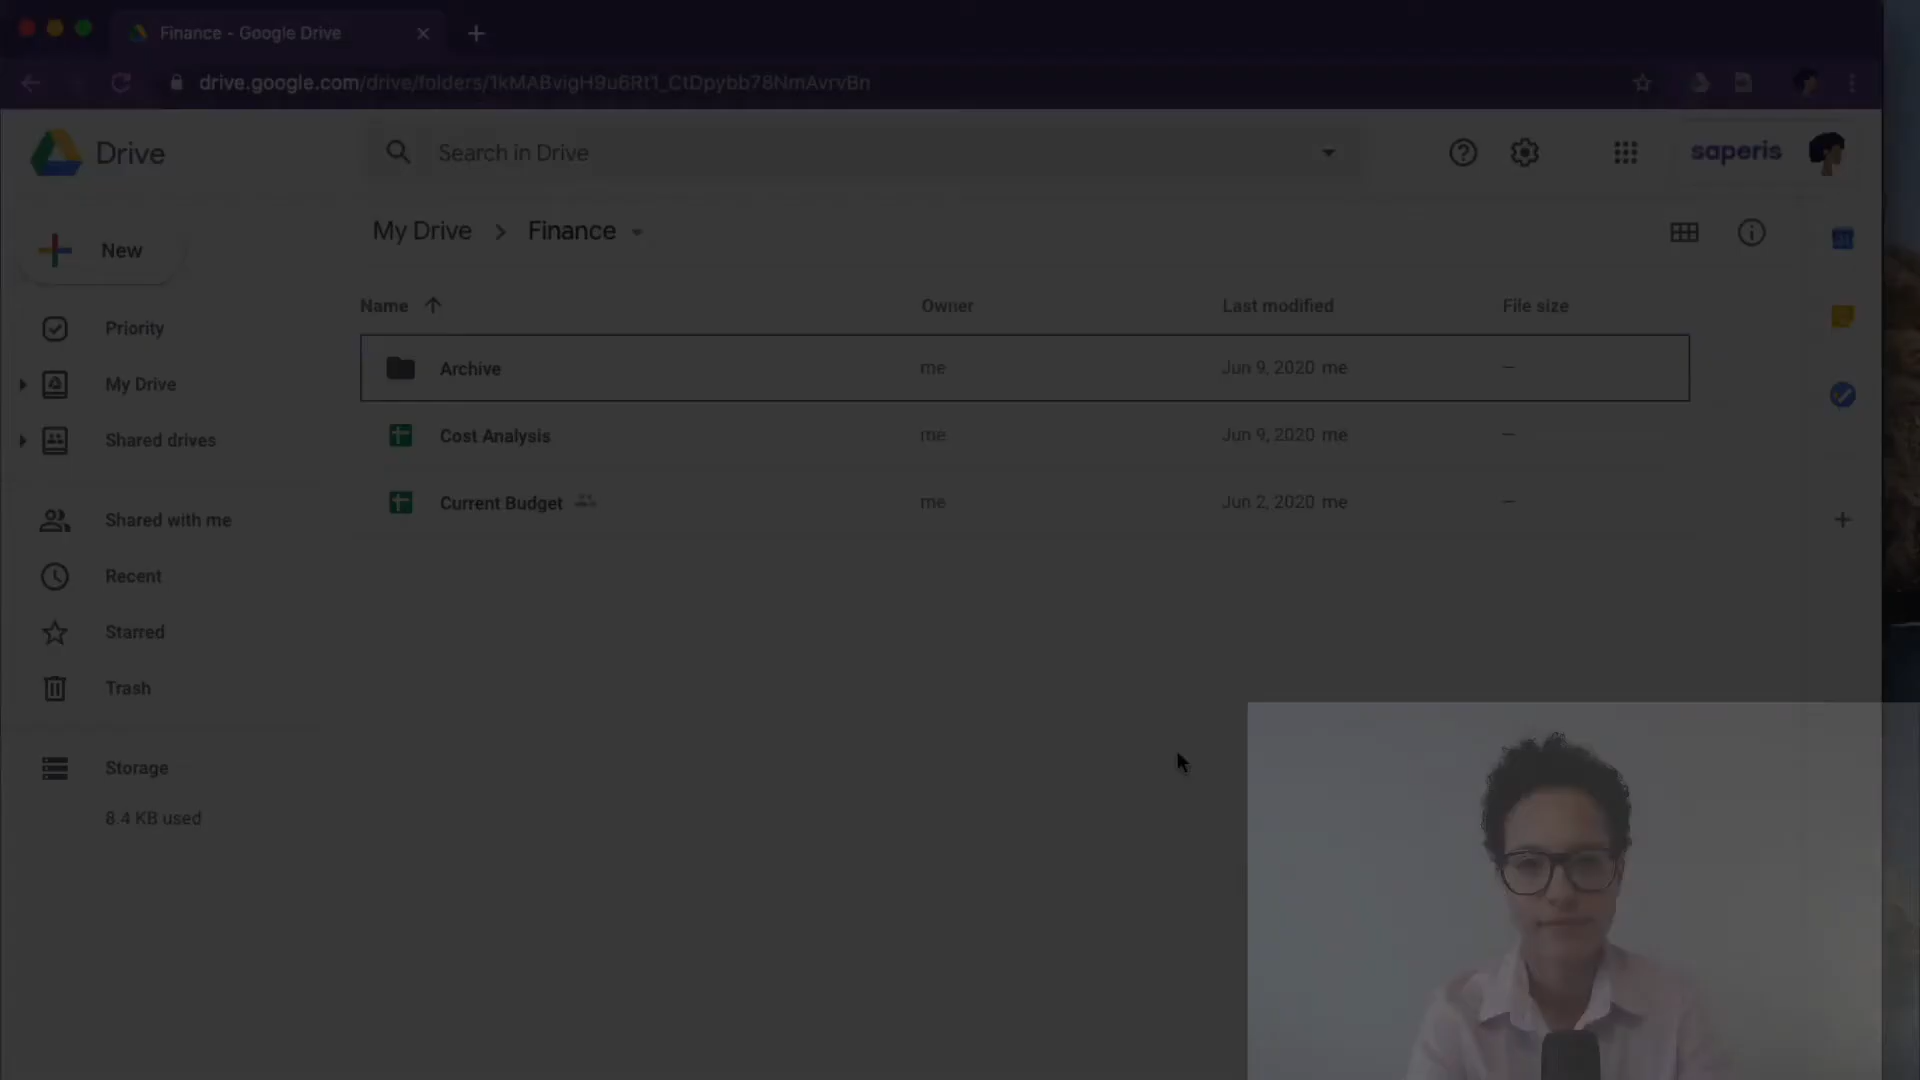 Finance - Google Drive
drive.google.com/drive/folders/1kMABvigH9u6Rt1_CtDpybb78NmAvrvBn
Drive
Search in Drive
saperis
New
My Drive > Finance
Name
Owner
Last modified
File size
Archive
me
Jun 9, 2020 me
—
Cost Analysis
me
Jun 9, 2020 me
—
Current Budget
me
Jun 2, 2020 me
—
Priority
My Drive
Shared drives
Shared with me
Recent
Starred
Trash
Storage
8.4 KB used